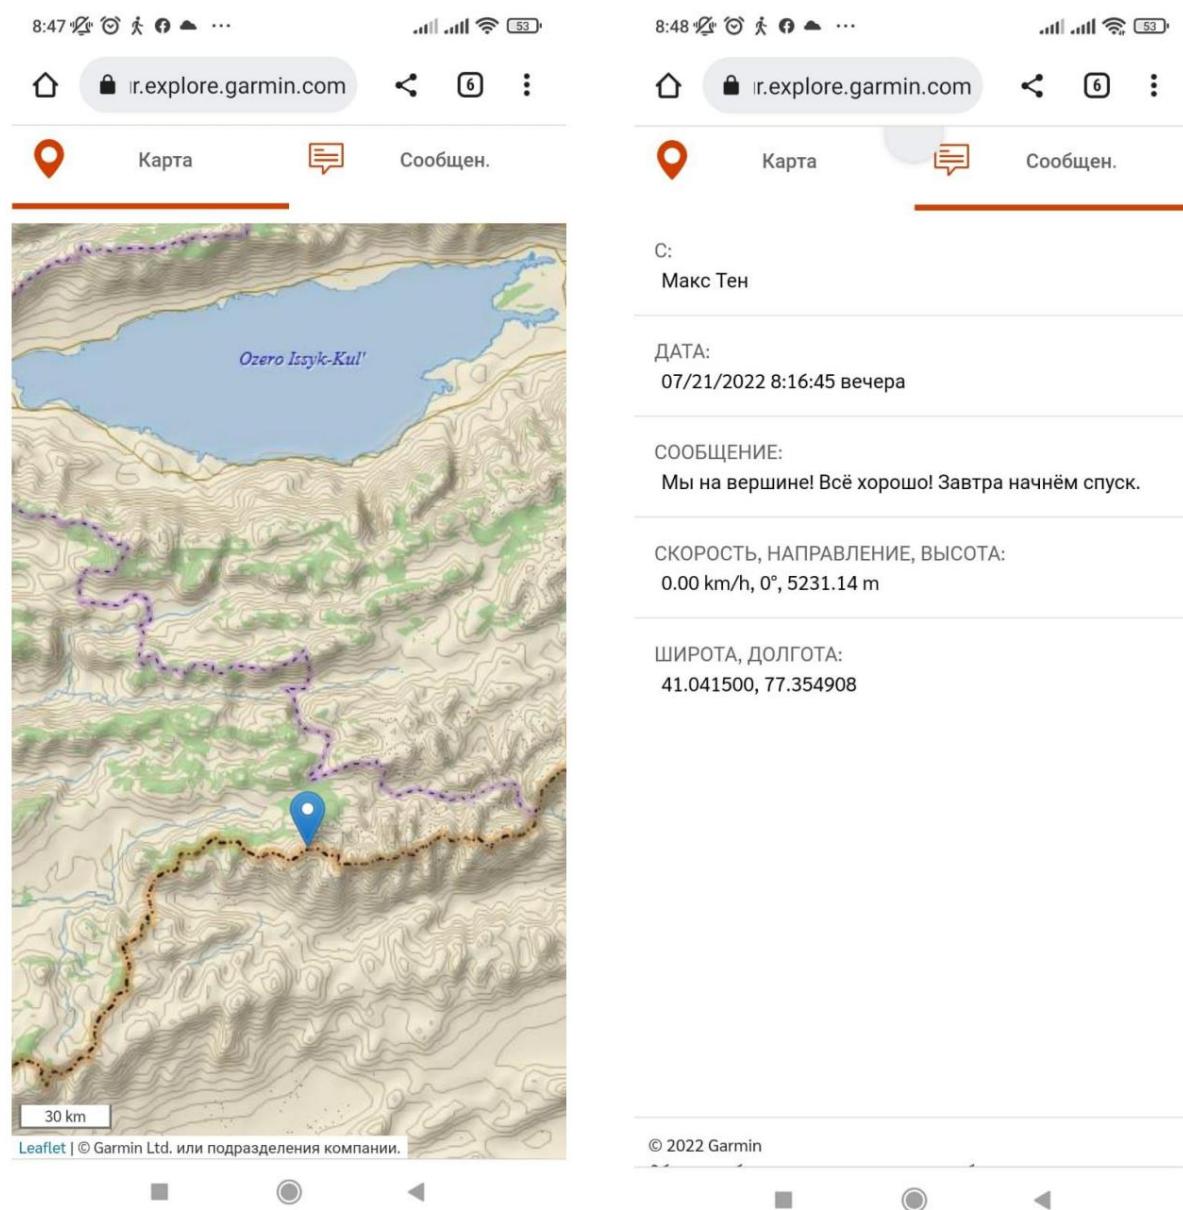 8:47
53
r.explore.garmin.com
6
Карта
Сообщен.
Ozero Issyk-Kul'
30 km
Leaflet | © Garmin Ltd. или подразделения компании.
8:48
53
r.explore.garmin.com
6
Карта
Сообщен.
С:
Макс Тен
ДАТА:
07/21/2022 8:16:45 вечера
СООБЩЕНИЕ:
Мы на вершине! Всё хорошо! Завтра начнём спуск.
СКОРОСТЬ, НАПРАВЛЕНИЕ, ВЫСОТА:
0.00 km/h, 0°, 5231.14 m
ШИРОТА, ДОЛГОТА:
41.041500, 77.354908
© 2022 Garmin